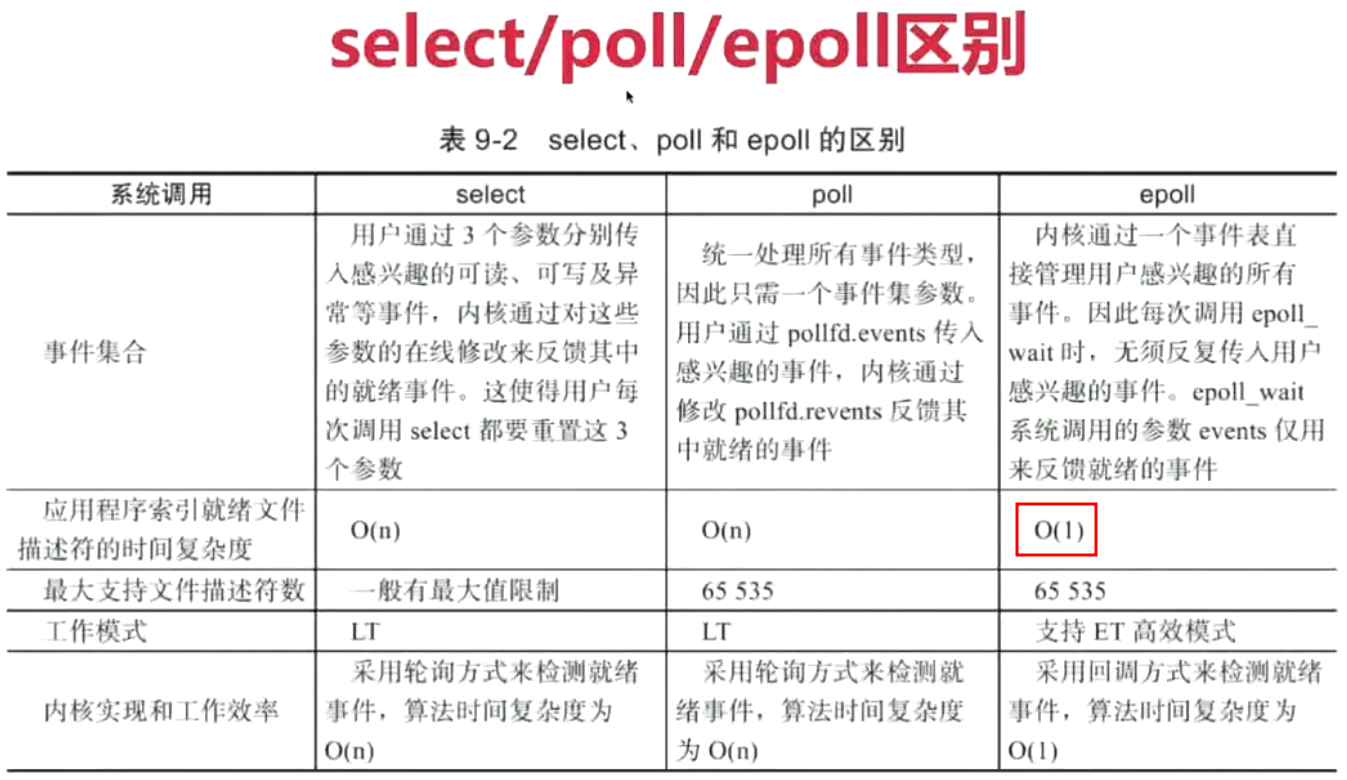 select/poll/epoll区别
表 9-2 select、poll 和 epoll 的区别
系统调用
select
poll
epoll
事件集合
用户通过 3 个参数分别传
入感兴趣的可读、可写及异
常等事件，内核通过对这些
参数的在线修改来反馈其中
的就绪事件。这使得用户每
次调用 select 都要重置这 3
个参数
统一处理所有事件类型，
因此只需一个事件集参数。
用户通过 pollfd.events 传入
感兴趣的事件，内核通过
修改 pollfd.revents 反馈其
中就绪的事件
内核通过一个事件表直
接管理用户感兴趣的所有
事件。因此每次调用 epoll_
wait 时，无须反复传入用户
感兴趣的事件。epoll_wait
系统调用的参数 events 仅用
来反馈就绪的事件
应用程序索引就绪文件
描述符的时间复杂度
O(n)
O(n)
O(1)
最大支持文件描述符数
一般有最大值限制
65 535
65 535
工作模式
LT
LT
支持 ET 高效模式
内核实现和工作效率
采用轮询方式来检测就绪
事件，算法时间复杂度为
O(n)
采用轮询方式来检测就
绪事件，算法时间复杂度
为 O(n)
采用回调方式来检测就绪
事件，算法时间复杂度为
O(1)